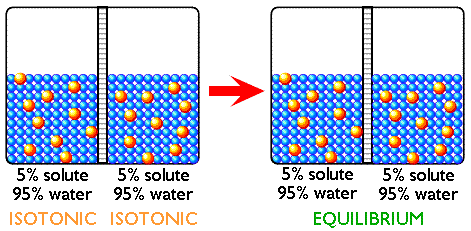 5% solute
95% water
ISOTONIC
5% solute
95% water
ISOTONIC
5% solute
95% water
5% solute
95% water
EQUILIBRIUM